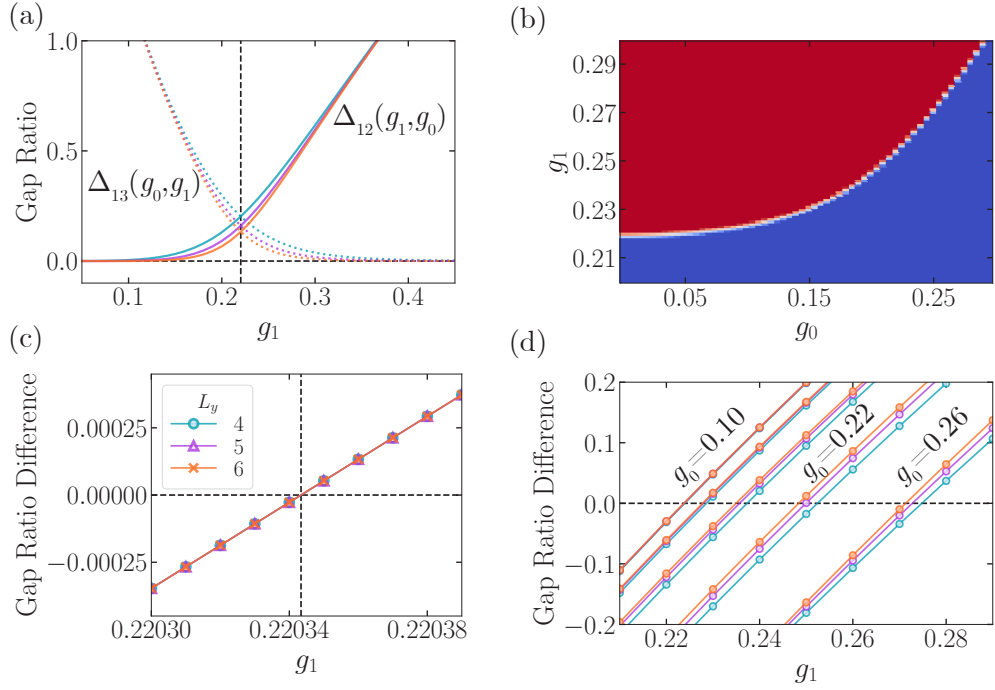 (a)
1.0
0.5
0.0
Gap Ratio
Δ₁₂(g₁,g₀)
Δ₁₃(g₀,g₁)
0.1 0.2 0.3 0.4
g₁
(b)
0.29
0.27
0.25
0.23
0.21
g₁
0.05 0.15 0.25
g₀
(c)
0.00025
0.00000
−0.00025
Gap Ratio Difference
L_y
4
5
6
0.22030 0.22034 0.22038
g₁
(d)
0.2
0.1
0.0
−0.1
−0.2
Gap Ratio Difference
g₀=0.10
g₀=0.22
g₀=0.26
0.22 0.24 0.26 0.28
g₁